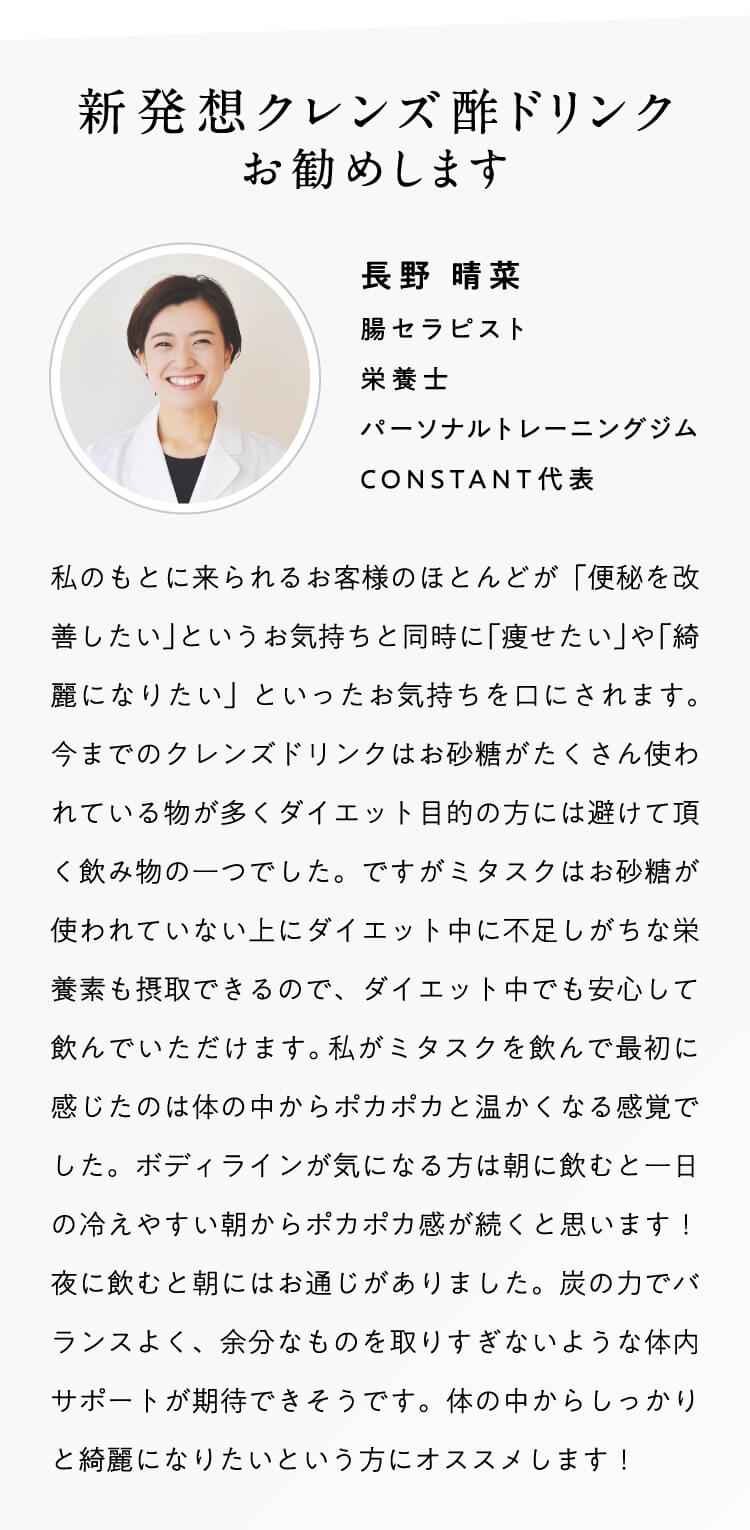 新発想クレンズ酢ドリンク
お勧めします
長野 晴菜
腸セラピスト
栄養士
パーソナルトレーニングジム
CONSTANT代表
私のもとに来られるお客様のほとんどが「便秘を改
善したい」というお気持ちと同時に「痩せたい」や「綺
麗になりたい」といったお気持ちを口にされます。
今までのクレンズドリンクはお砂糖がたくさん使わ
れている物が多くダイエット目的の方には避けて頂
く飲み物の一つでした。ですがミタスクはお砂糖が
使われていない上にダイエット中に不足しがちな栄
養素も摂取できるので、ダイエット中でも安心して
飲んでいただけます。私がミタスクを飲んで最初に
感じたのは体の中からポカポカと温かくなる感覚で
した。ボディラインが気になる方は朝に飲むと一日
の冷えやすい朝からポカポカ感が続くと思います！
夜に飲むと朝にはお通じがありました。炭の力でバ
ランスよく、余分なものを取りすぎないような体内
サポートが期待できそうです。体の中からしっかり
と綺麗になりたいという方にオススメします！